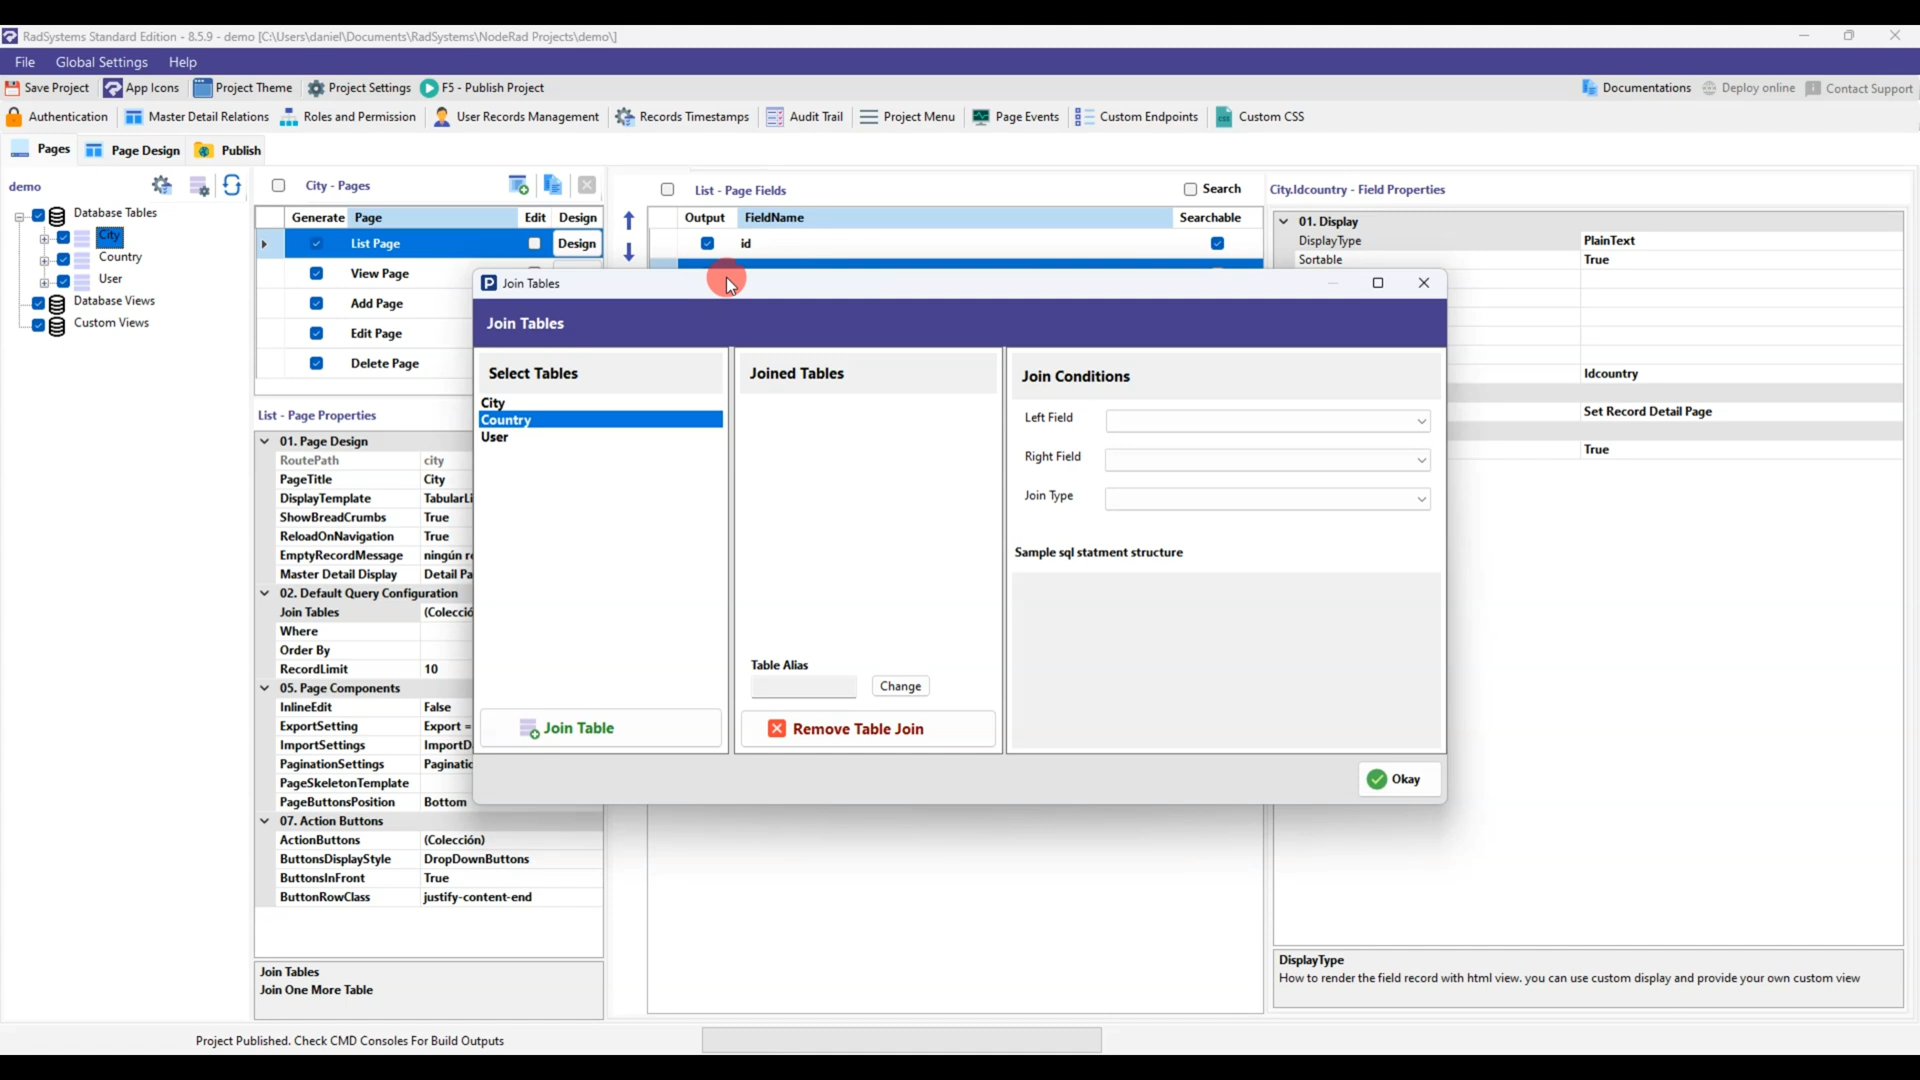 RadSystems Standard Edition - 8.5.9 - demo [C:\Users\daniel\Documents\RadSystems\NodeRad Projects\demo\]
File Global Settings Help
Save Project App Icons Project Theme Project Settings F5 - Publish Project Documentations Deploy online Contact Support
Authentication Master Detail Relations Roles and Permission User Records Management Records Timestamps Audit Trail Project Menu Page Events Custom Endpoints Custom CSS
Pages Page Design Publish
demo
Database Tables
City
Country
User
Database Views
Custom Views
City - Pages
Generate Page Edit Design
List Page Design
View Page
Add Page
Edit Page
Delete Page
List - Page Properties
01. Page Design
RoutePath city
PageTitle City
DisplayTemplate TabularLi
ShowBreadCrumbs True
ReloadOnNavigation True
EmptyRecordMessage ningún r
Master Detail Display Detail Pa
02. Default Query Configuration
Join Tables (Colecció
Where
Order By
RecordLimit 10
05. Page Components
InlineEdit False
ExportSetting Export =
ImportSettings ImportD
PaginationSettings Paginatio
PageSkeletonTemplate
PageButtonsPosition Bottom
07. Action Buttons
ActionButtons (Colección)
ButtonsDisplayStyle DropDownButtons
ButtonsInFront True
ButtonRowClass justify-content-end
Join Tables
Join One More Table
List - Page Fields Search
Output FieldName Searchable
id
Join Tables
Join Tables
Select Tables
City
Country
User
Join Table
Joined Tables
Table Alias
Change
Remove Table Join
Join Conditions
Left Field
Right Field
Join Type
Sample sql statment structure
Okay
City.Idcountry - Field Properties
01. Display
DisplayType PlainText
Sortable True
Idcountry
Set Record Detail Page
True
DisplayType
How to render the field record with html view. you can use custom display and provide your own custom view
Project Published. Check CMD Consoles For Build Outputs